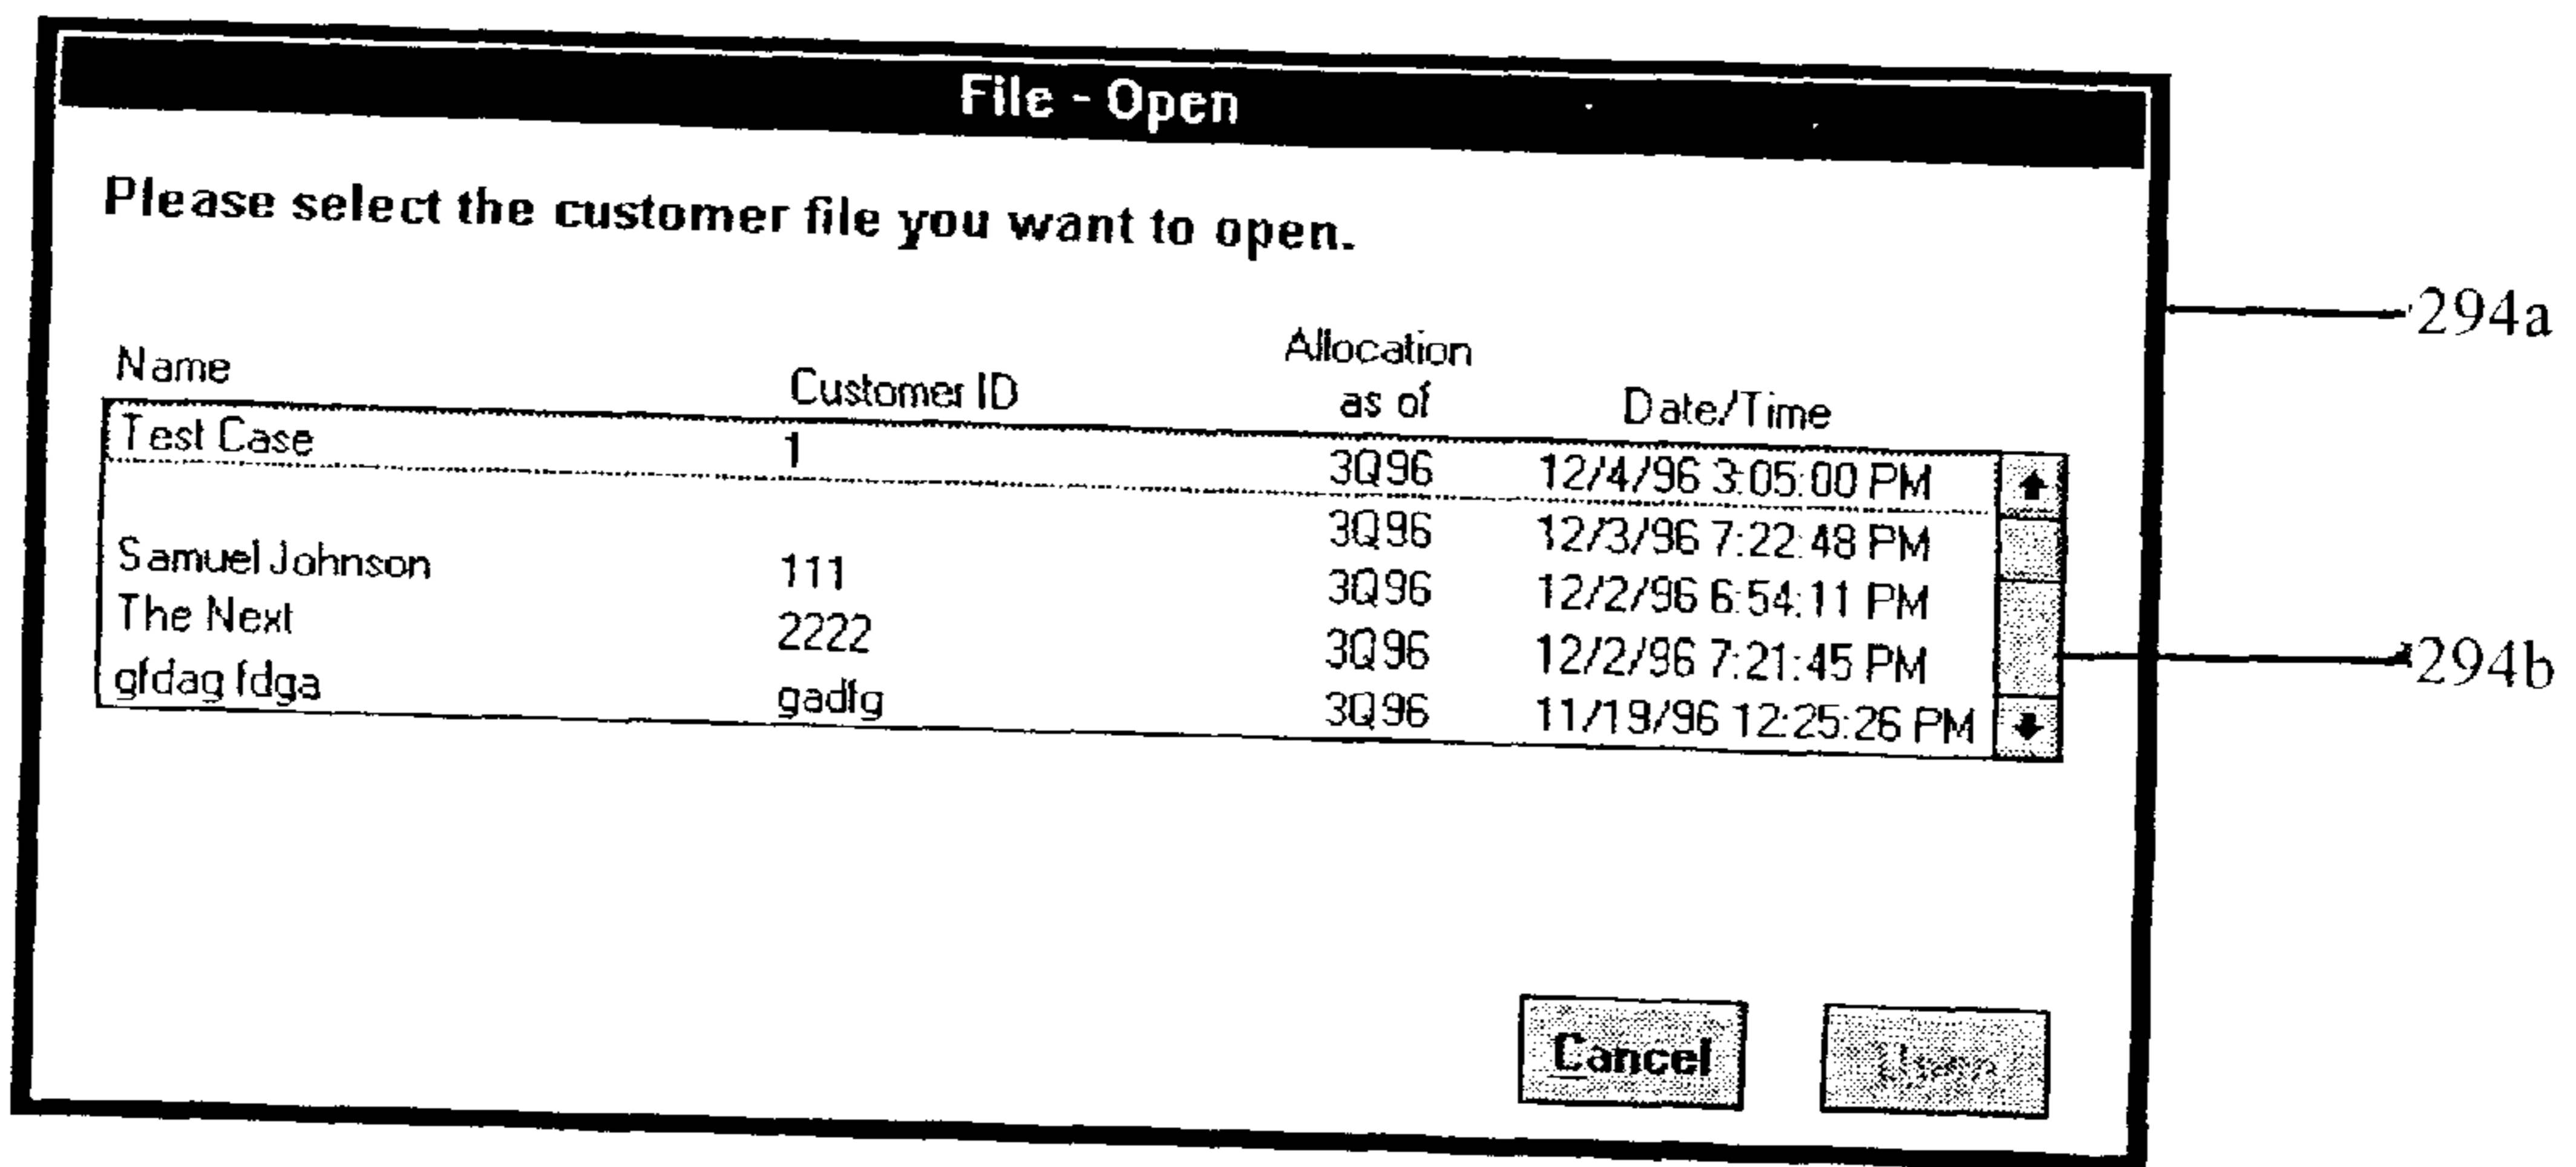 File - Open
Please select the customer file you want to open.
294a
Name Customer ID Allocation as of Date/Time
Test Case 1 3Q96 12/4/96 3:05:00 PM
3Q96 12/3/96 7:22:48 PM
Samuel Johnson 111 3Q96 12/2/96 6:54:11 PM
The Next 2222 3Q96 12/2/96 7:21:45 PM
294b
gfdag fdga gadfg 3Q96 11/19/96 12:25:26 PM
Cancel